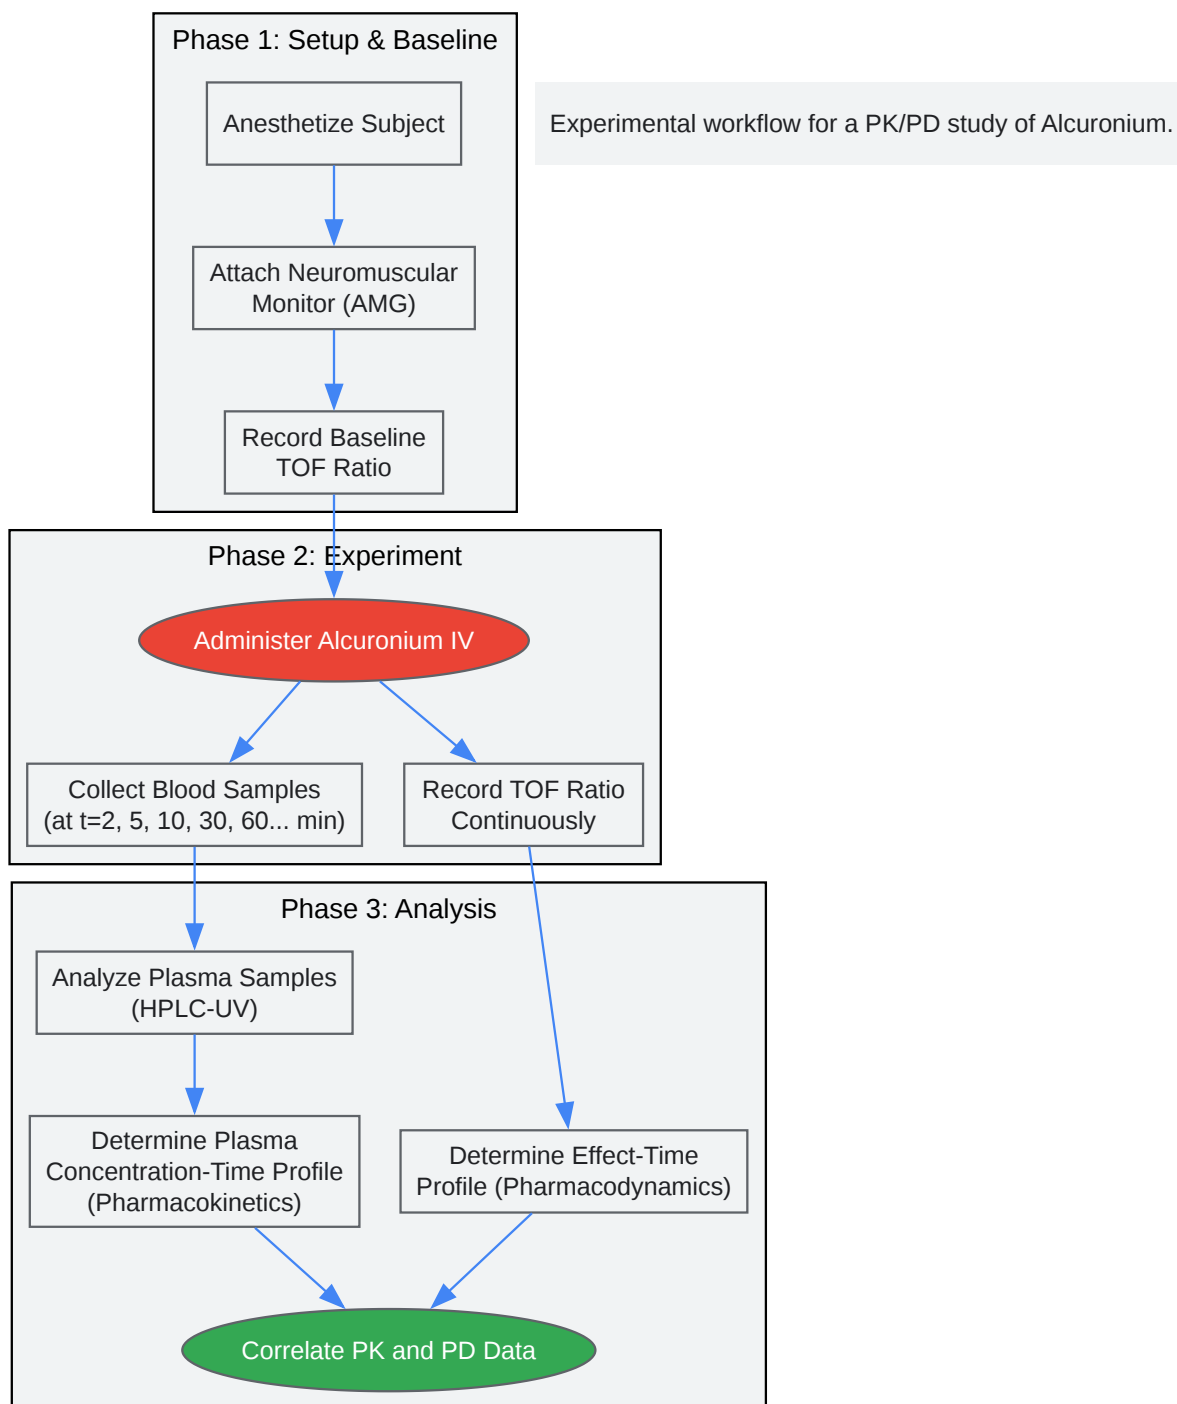 Phase 1: Setup & Baseline
Anesthetize Subject
Experimental workflow for a PK/PD study of Alcuronium.
Attach Neuromuscular
Monitor (AMG)
Record Baseline
TOF Ratio
Phase 2: Experiment
Administer Alcuronium IV
Collect Blood Samples
(at t=2, 5, 10, 30, 60... min)
Record TOF Ratio
Continuously
Phase 3: Analysis
Analyze Plasma Samples
(HPLC-UV)
Determine Plasma
Concentration-Time Profile
(Pharmacokinetics)
Determine Effect-Time
Profile (Pharmacodynamics)
Correlate PK and PD Data